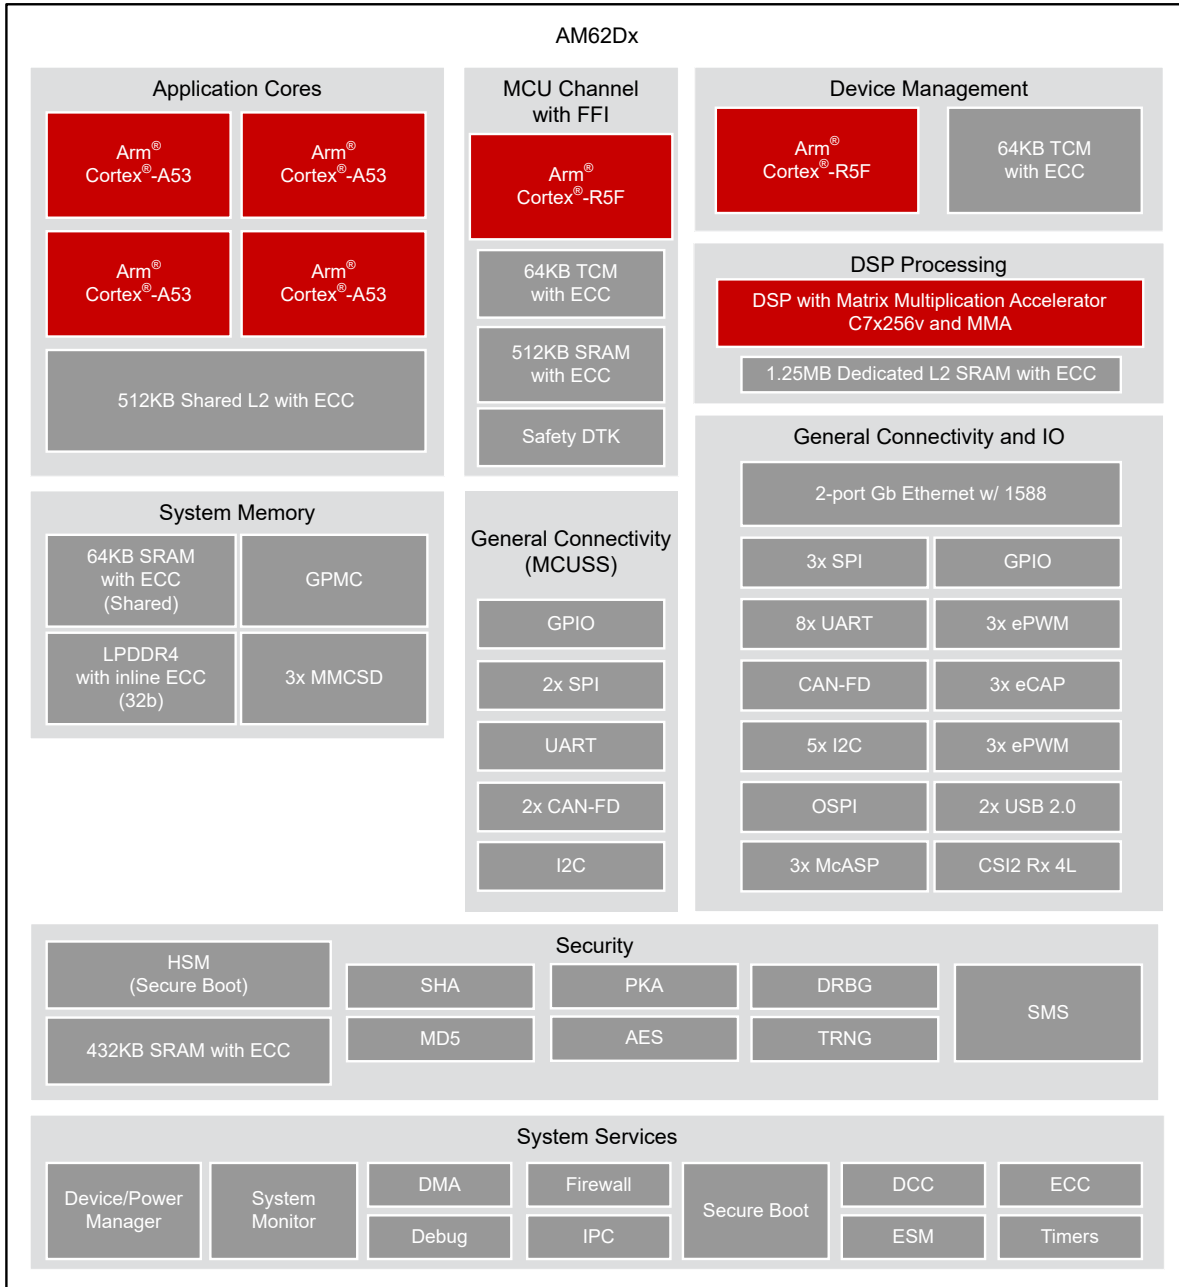 AM62Dx
Application Cores
Arm®
Cortex®-A53
Arm®
Cortex®-A53
Arm®
Cortex®-A53
Arm®
Cortex®-A53
512KB Shared L2 with ECC
MCU Channel
with FFI
Arm®
Cortex®-R5F
64KB TCM
with ECC
512KB SRAM
with ECC
Safety DTK
Device Management
Arm®
Cortex®-R5F
64KB TCM
with ECC
DSP Processing
DSP with Matrix Multiplication Accelerator
C7x256v and MMA
1.25MB Dedicated L2 SRAM with ECC
System Memory
64KB SRAM
with ECC
(Shared)
GPMC
LPDDR4
with inline ECC
(32b)
3x MMCSD
General Connectivity
(MCUSS)
GPIO
2x SPI
UART
2x CAN-FD
I2C
General Connectivity and IO
2-port Gb Ethernet w/ 1588
3x SPI
GPIO
8x UART
3x ePWM
CAN-FD
3x eCAP
5x I2C
3x ePWM
OSPI
2x USB 2.0
3x McASP
CSI2 Rx 4L
Security
HSM
(Secure Boot)
432KB SRAM with ECC
SHA
PKA
DRBG
MD5
AES
TRNG
SMS
System Services
Device/Power
Manager
System
Monitor
DMA
Debug
Firewall
IPC
Secure Boot
DCC
ESM
ECC
Timers